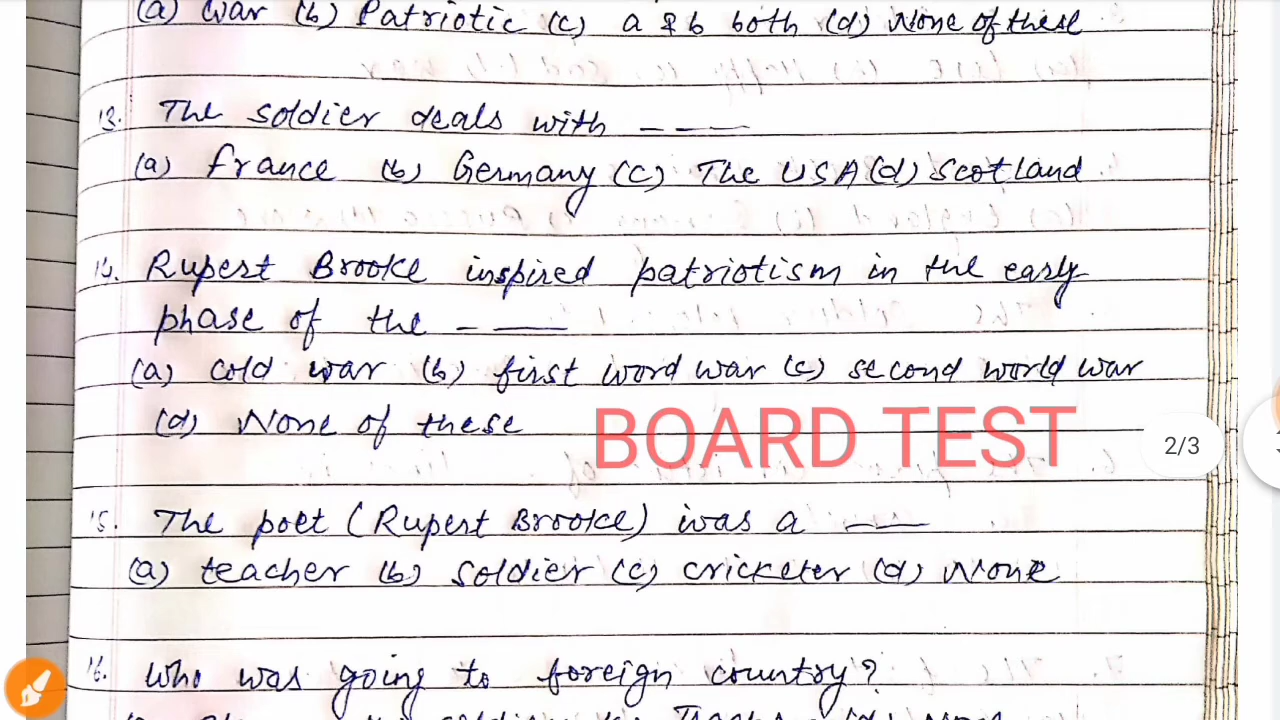 (a) war (b) Patriotic (c) a & b both (d) None of these
13. The soldier deals with - - -
(a) france (b) Germany (c) The USA (d) Scotland
14. Rupert Brooke inspired patriotism in the early
phase of the - —
(a) cold war (b) first word war (c) second world war
(d) None of these
BOARD TEST
2/3
15. The poet (Rupert Brooke) was a ——
(a) teacher (b) soldier (c) cricketer (d) None
16. Who was going to foreign country?